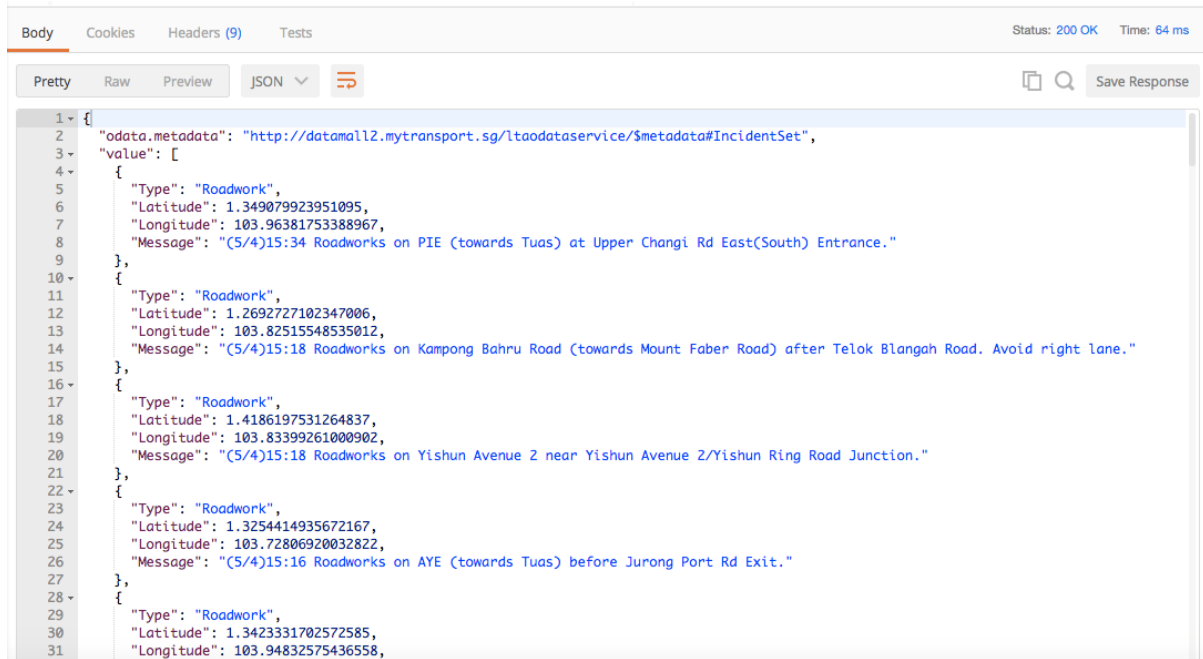 Body Cookies Headers (9) Tests Status: 200 OK Time: 64 ms
Pretty Raw Preview JSON Save Response
1 {
2 "odata.metadata": "http://datamall2.mytransport.sg/ltaodataservice/$metadata#IncidentSet",
3 "value": [
4 {
5 "Type": "Roadwork",
6 "Latitude": 1.349079923951095,
7 "Longitude": 103.96381753388967,
8 "Message": "(5/4)15:34 Roadworks on PIE (towards Tuas) at Upper Changi Rd East(South) Entrance."
9 },
10 {
11 "Type": "Roadwork",
12 "Latitude": 1.2692727102347006,
13 "Longitude": 103.82515548535012,
14 "Message": "(5/4)15:18 Roadworks on Kampong Bahru Road (towards Mount Faber Road) after Telok Blangah Road. Avoid right lane."
15 },
16 {
17 "Type": "Roadwork",
18 "Latitude": 1.4186197531264837,
19 "Longitude": 103.83399261000902,
20 "Message": "(5/4)15:18 Roadworks on Yishun Avenue 2 near Yishun Avenue 2/Yishun Ring Road Junction."
21 },
22 {
23 "Type": "Roadwork",
24 "Latitude": 1.3254414935672167,
25 "Longitude": 103.72806920032822,
26 "Message": "(5/4)15:16 Roadworks on AYE (towards Tuas) before Jurong Port Rd Exit."
27 },
28 {
29 "Type": "Roadwork",
30 "Latitude": 1.3423331702572585,
31 "Longitude": 103.94832575436558,